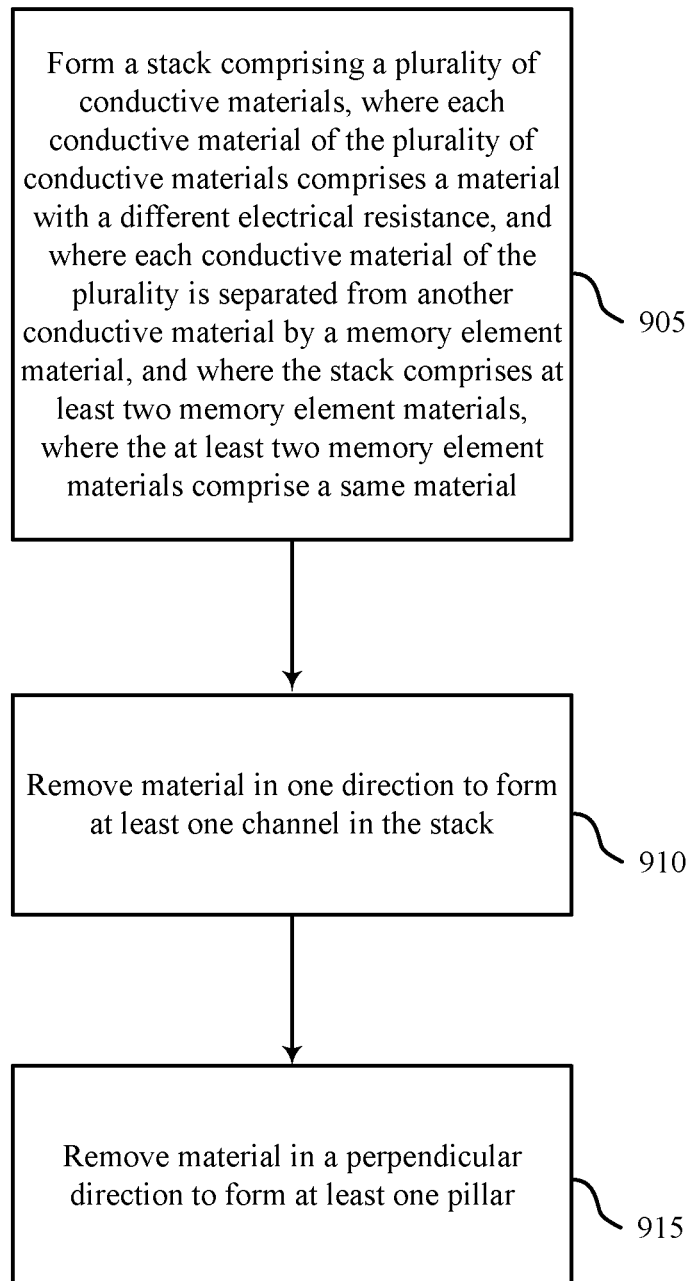 Form a stack comprising a plurality of
conductive materials, where each
conductive material of the plurality of
conductive materials comprises a material
with a different electrical resistance, and
where each conductive material of the
plurality is separated from another
conductive material by a memory element
material, and where the stack comprises at
least two memory element materials,
where the at least two memory element
materials comprise a same material
905
Remove material in one direction to form
at least one channel in the stack
910
Remove material in a perpendicular
direction to form at least one pillar
915